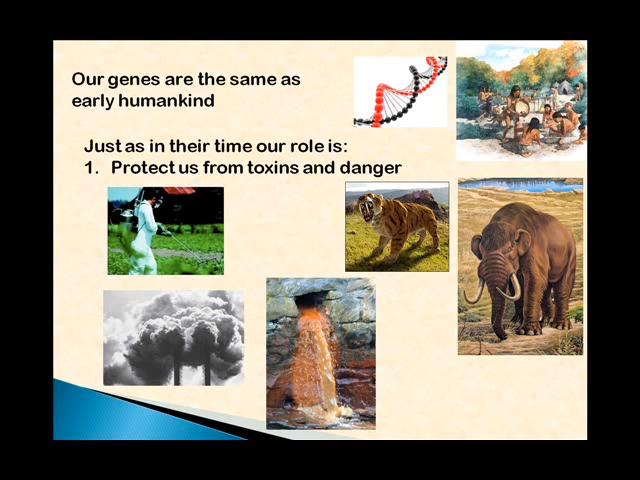 Our genes are the same as
early humankind
Just as in their time our role is:
1. Protect us from toxins and danger